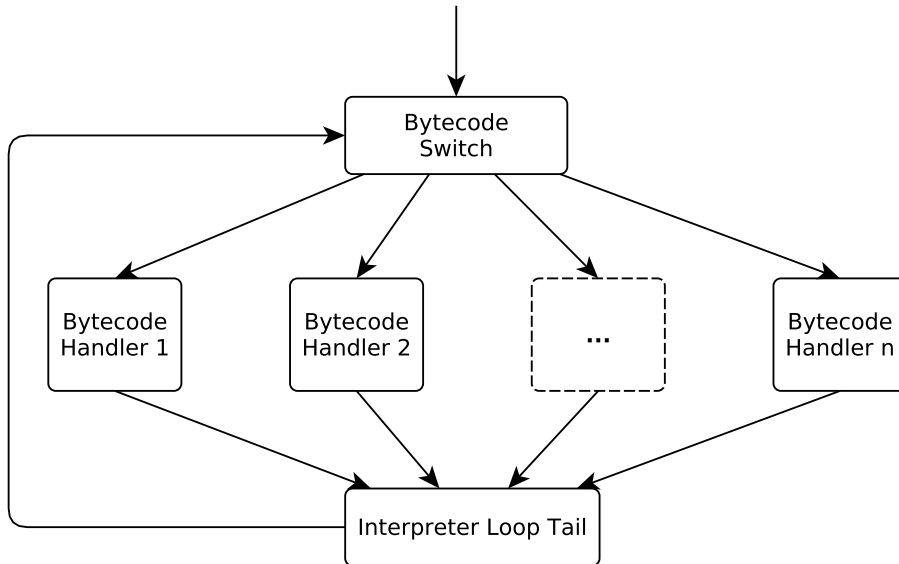 Bytecode
Switch
Bytecode
Handler 1
Bytecode
Handler 2
...
Bytecode
Handler n
Interpreter Loop Tail